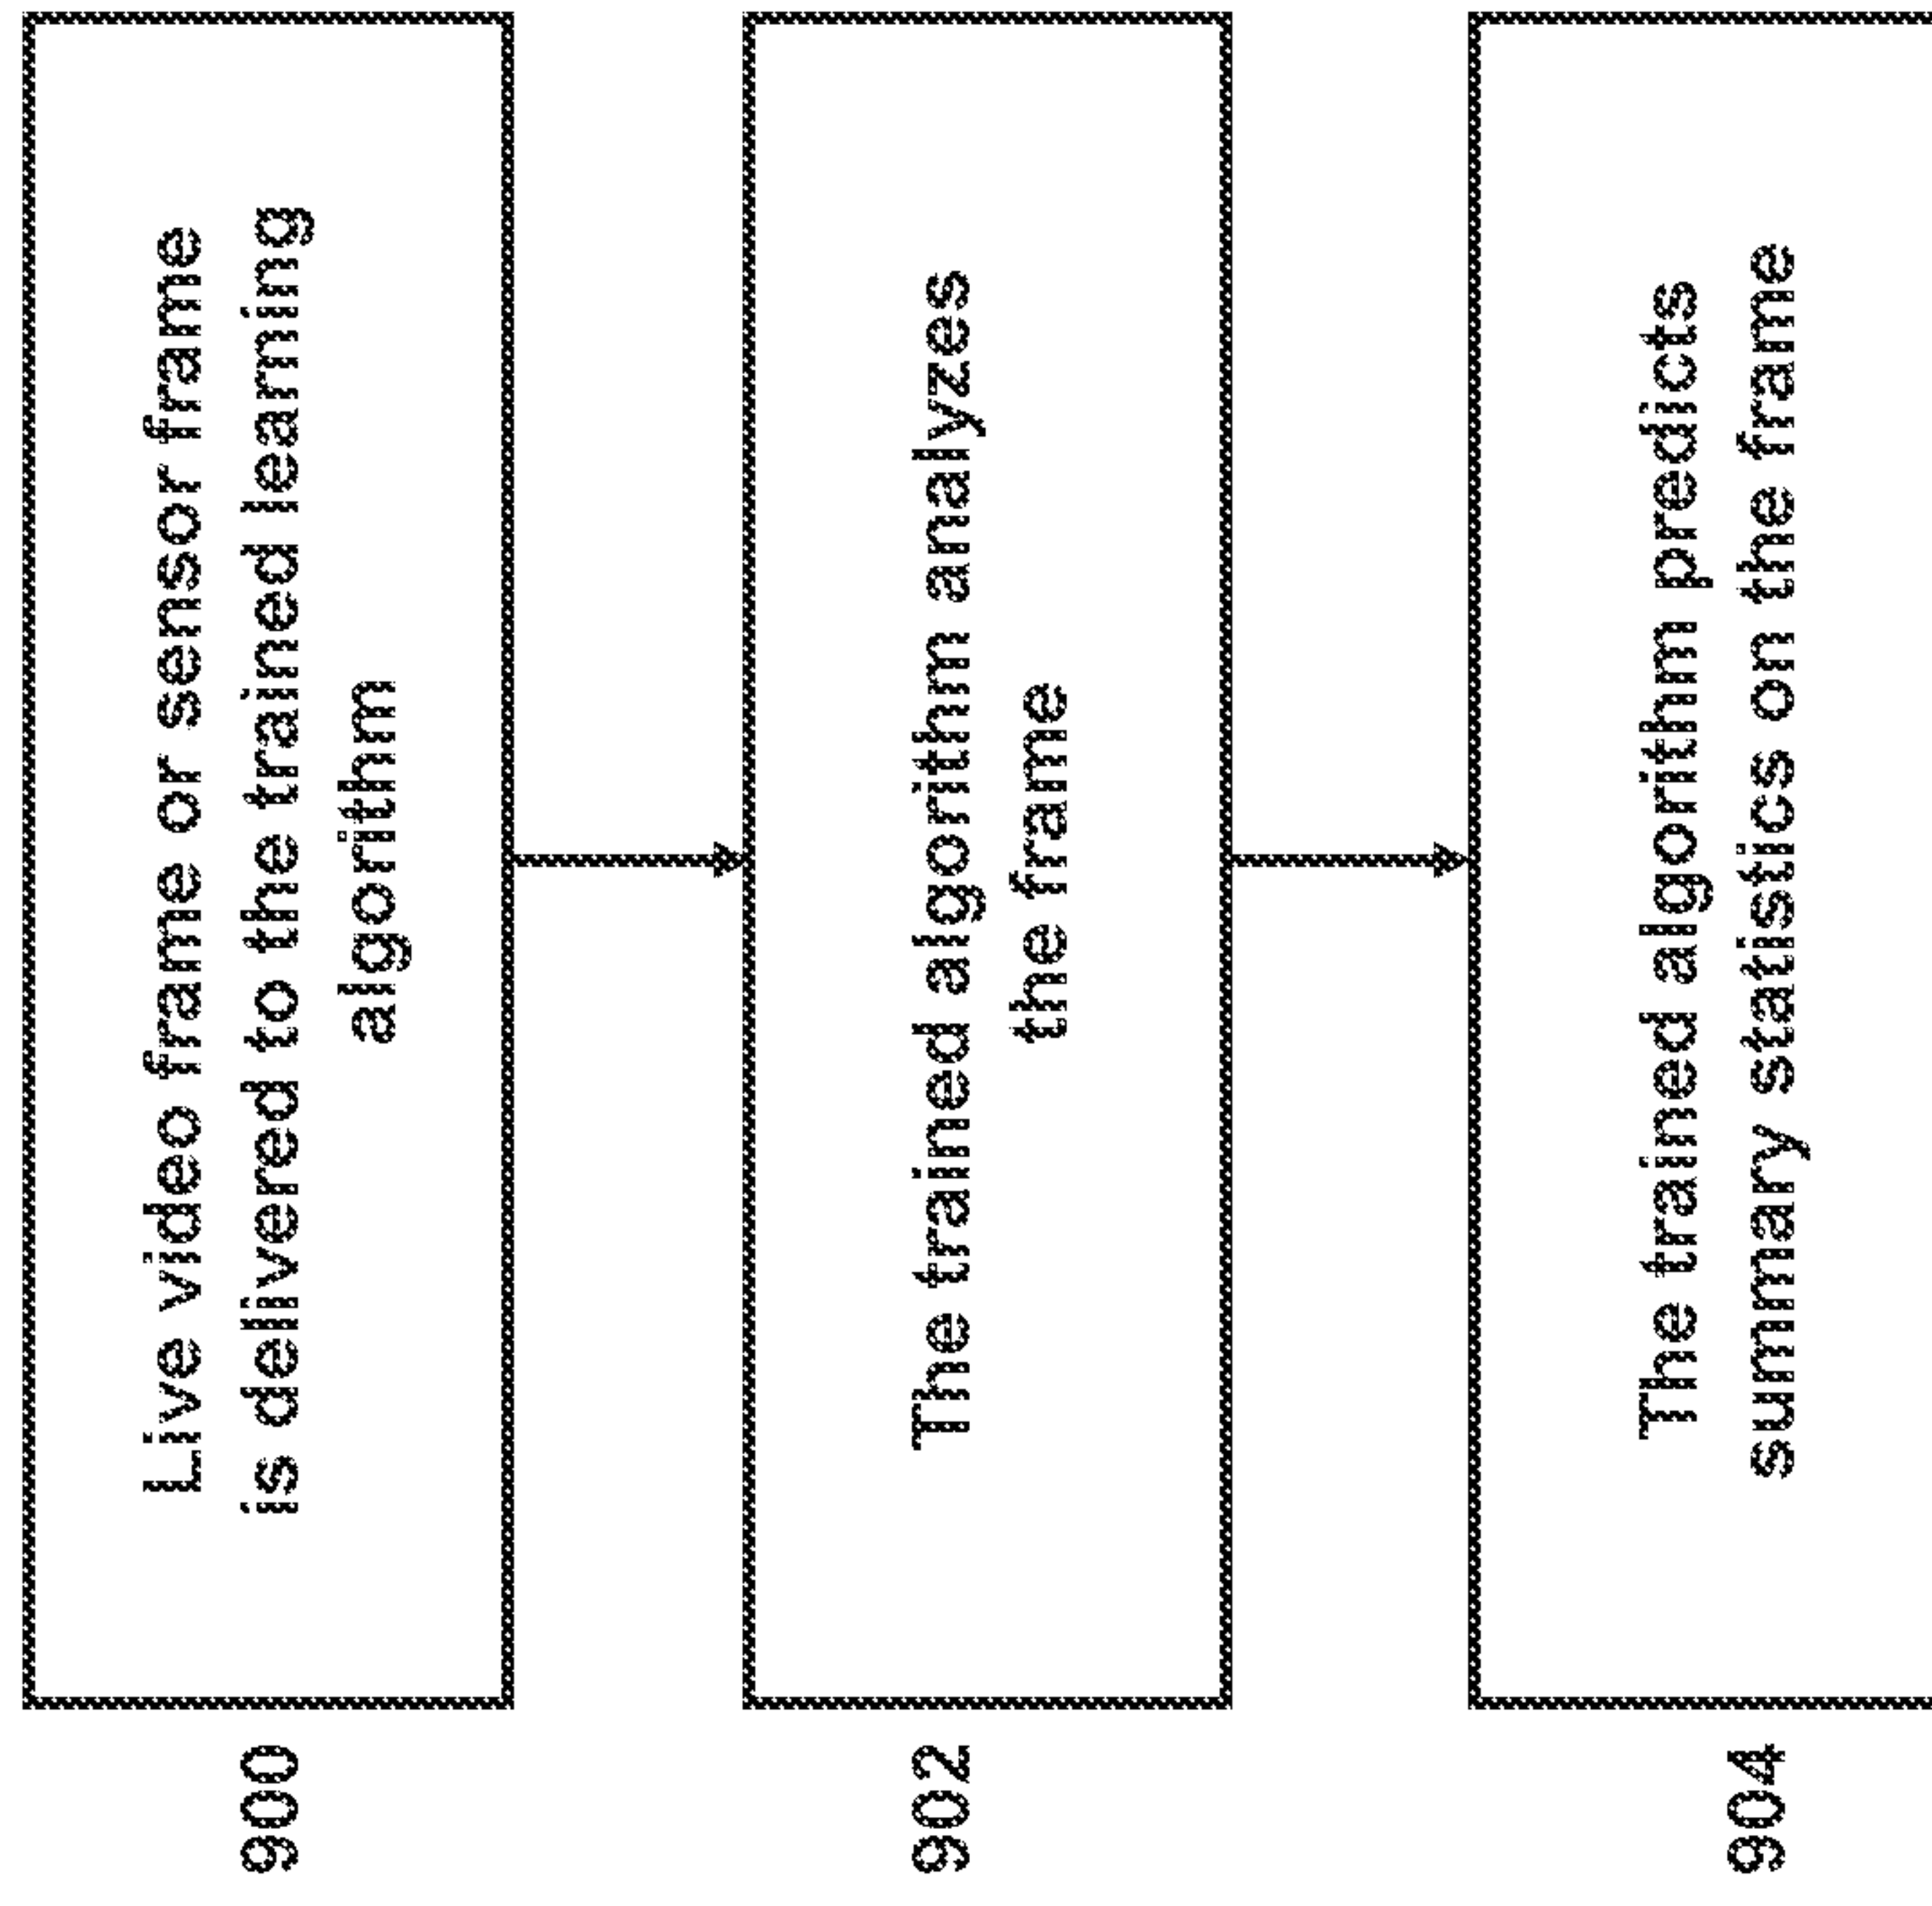 900
Live video frame or sensor frame
is delivered to the trained learning
algorithm
902
The trained algorithm analyzes
the frame
904
The trained algorithm predicts
summary statistics on the frame